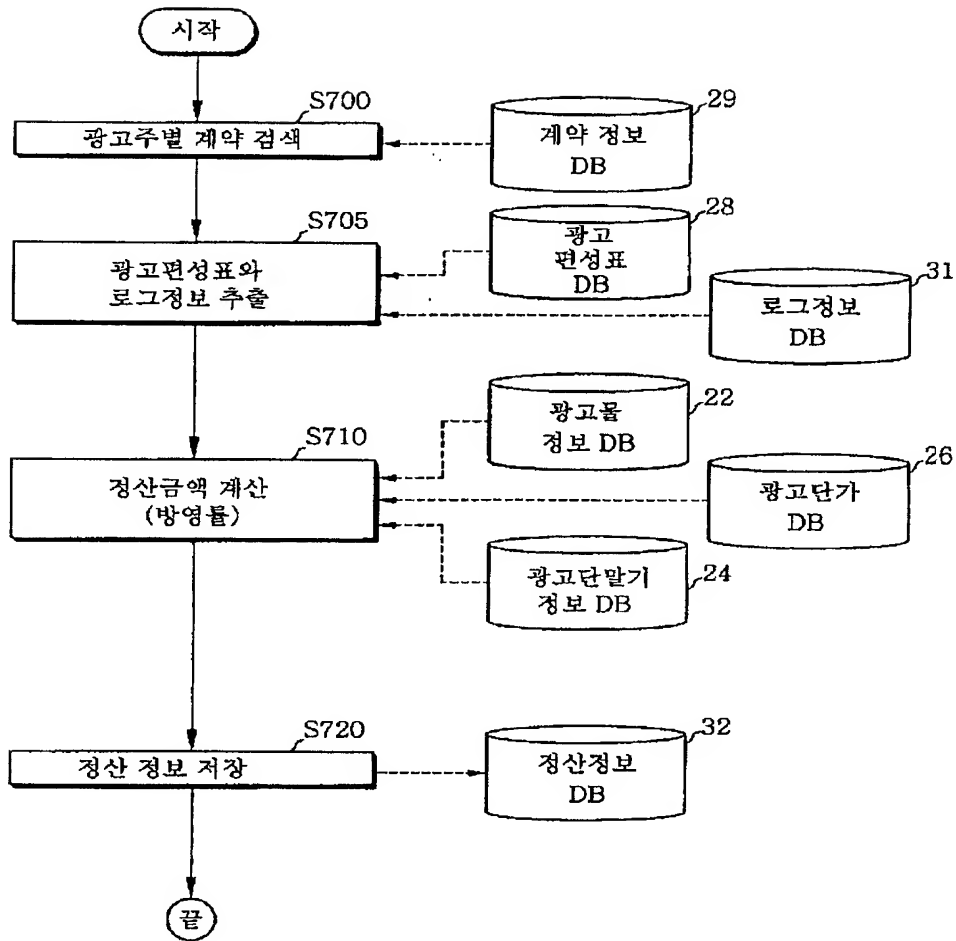 시작
S700
광고주별 계약 검색
29
계약 정보
DB
S705
광고편성표와
로그정보 추출
28
광고
편성표
DB
31
로그정보
DB
S710
정산금액 계산
(방영률)
22
광고물
정보 DB
26
광고단가
DB
24
광고단말기
정보 DB
S720
정산 정보 저장
32
정산정보
DB
끝